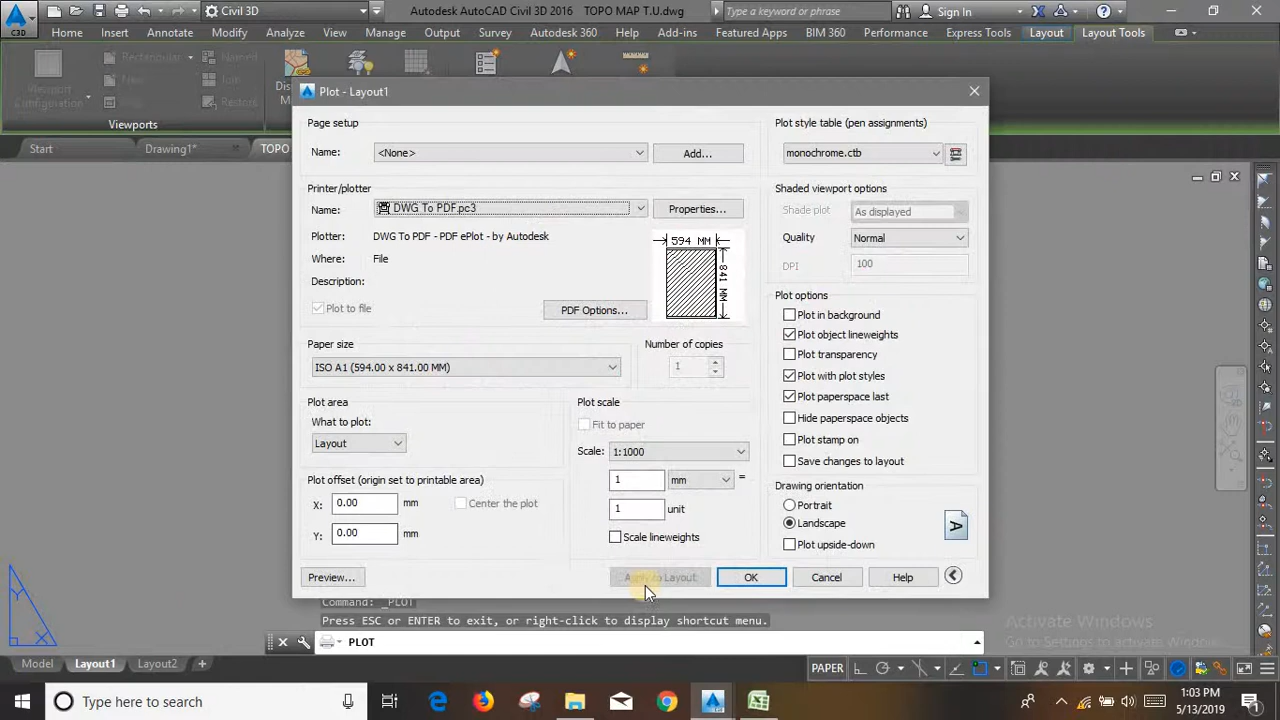 Civil 3D
Autodesk AutoCAD Civil 3D 2016 TOPO MAP T.U.dwg
Type a keyword or phrase
Sign In
C3D
Home Insert Annotate Modify Analyze View Manage Output Survey Autodesk 360 Help Add-ins Featured Apps BIM 360 Performance Express Tools Layout Layout Tools
Rectangular
Named
Viewport
Configuration
Restore
Viewports
Start
Drawing1*
TOPO
Plot - Layout1
Page setup
Name:
<None>
Add...
Printer/plotter
Name:
DWG To PDF.pc3
Properties...
Plotter:
DWG To PDF - PDF ePlot - by Autodesk
Where:
File
Description:
Plot to file
PDF Options...
594 MM
841 MM
Paper size
ISO A1 (594.00 x 841.00 MM)
Number of copies
1
Plot area
What to plot:
Layout
Plot scale
Fit to paper
Scale:
1:1000
1
mm
=
1
unit
Scale lineweights
Plot offset (origin set to printable area)
X:
0.00
mm
Center the plot
Y:
0.00
mm
Plot style table (pen assignments)
monochrome.ctb
Shaded viewport options
Shade plot
As displayed
Quality
Normal
DPI
100
Plot options
Plot in background
Plot object lineweights
Plot transparency
Plot with plot styles
Plot paperspace last
Hide paperspace objects
Plot stamp on
Save changes to layout
Drawing orientation
Portrait
Landscape
Plot upside-down
A
Preview...
Apply to Layout
OK
Cancel
Help
Command: _PLOT
Press ESC or ENTER to exit, or right-click to display shortcut menu.
PLOT
Y
X
Activate Windows
Go to Settings to activate Windows.
Model
Layout1
Layout2
PAPER
Type here to search
1:03 PM
5/13/2019
1